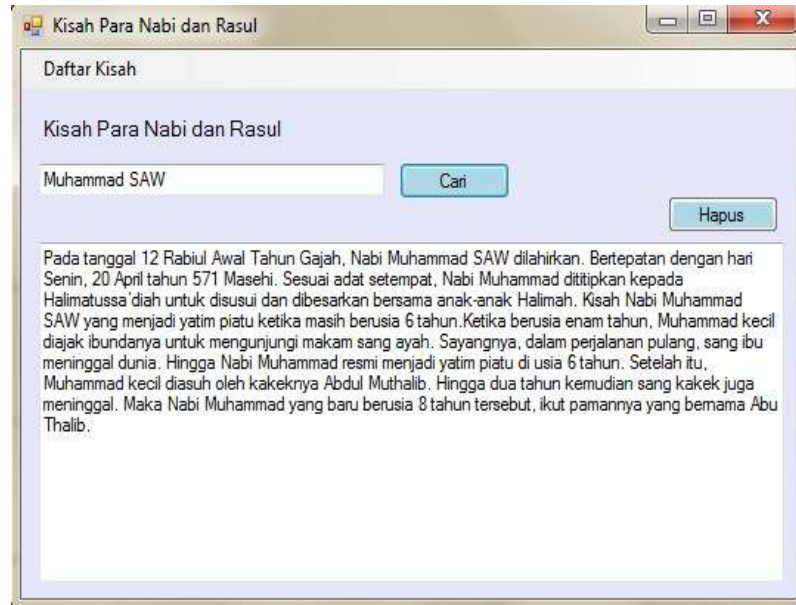 Kisah Para Nabi dan Rasul
Daftar Kisah
Kisah Para Nabi dan Rasul
Muhammad SAW
Cari
Hapus
Pada tanggal 12 Rabiul Awal Tahun Gajah, Nabi Muhammad SAW dilahirkan. Bertepatan dengan hari
Senin, 20 April tahun 571 Masehi. Sesuai adat setempat, Nabi Muhammad dititipkan kepada
Halimatussa'diah untuk disusui dan dibesarkan bersama anak-anak Halimah. Kisah Nabi Muhammad
SAW yang menjadi yatim piatu ketika masih berusia 6 tahun.Ketika berusia enam tahun, Muhammad kecil
diajak ibundanya untuk mengunjungi makam sang ayah. Sayangnya, dalam perjalanan pulang, sang ibu
meninggal dunia. Hingga Nabi Muhammad resmi menjadi yatim piatu di usia 6 tahun. Setelah itu,
Muhammad kecil diasuh oleh kakeknya Abdul Muthalib. Hingga dua tahun kemudian sang kakek juga
meninggal. Maka Nabi Muhammad yang baru berusia 8 tahun tersebut, ikut pamannya yang bernama Abu
Thalib.